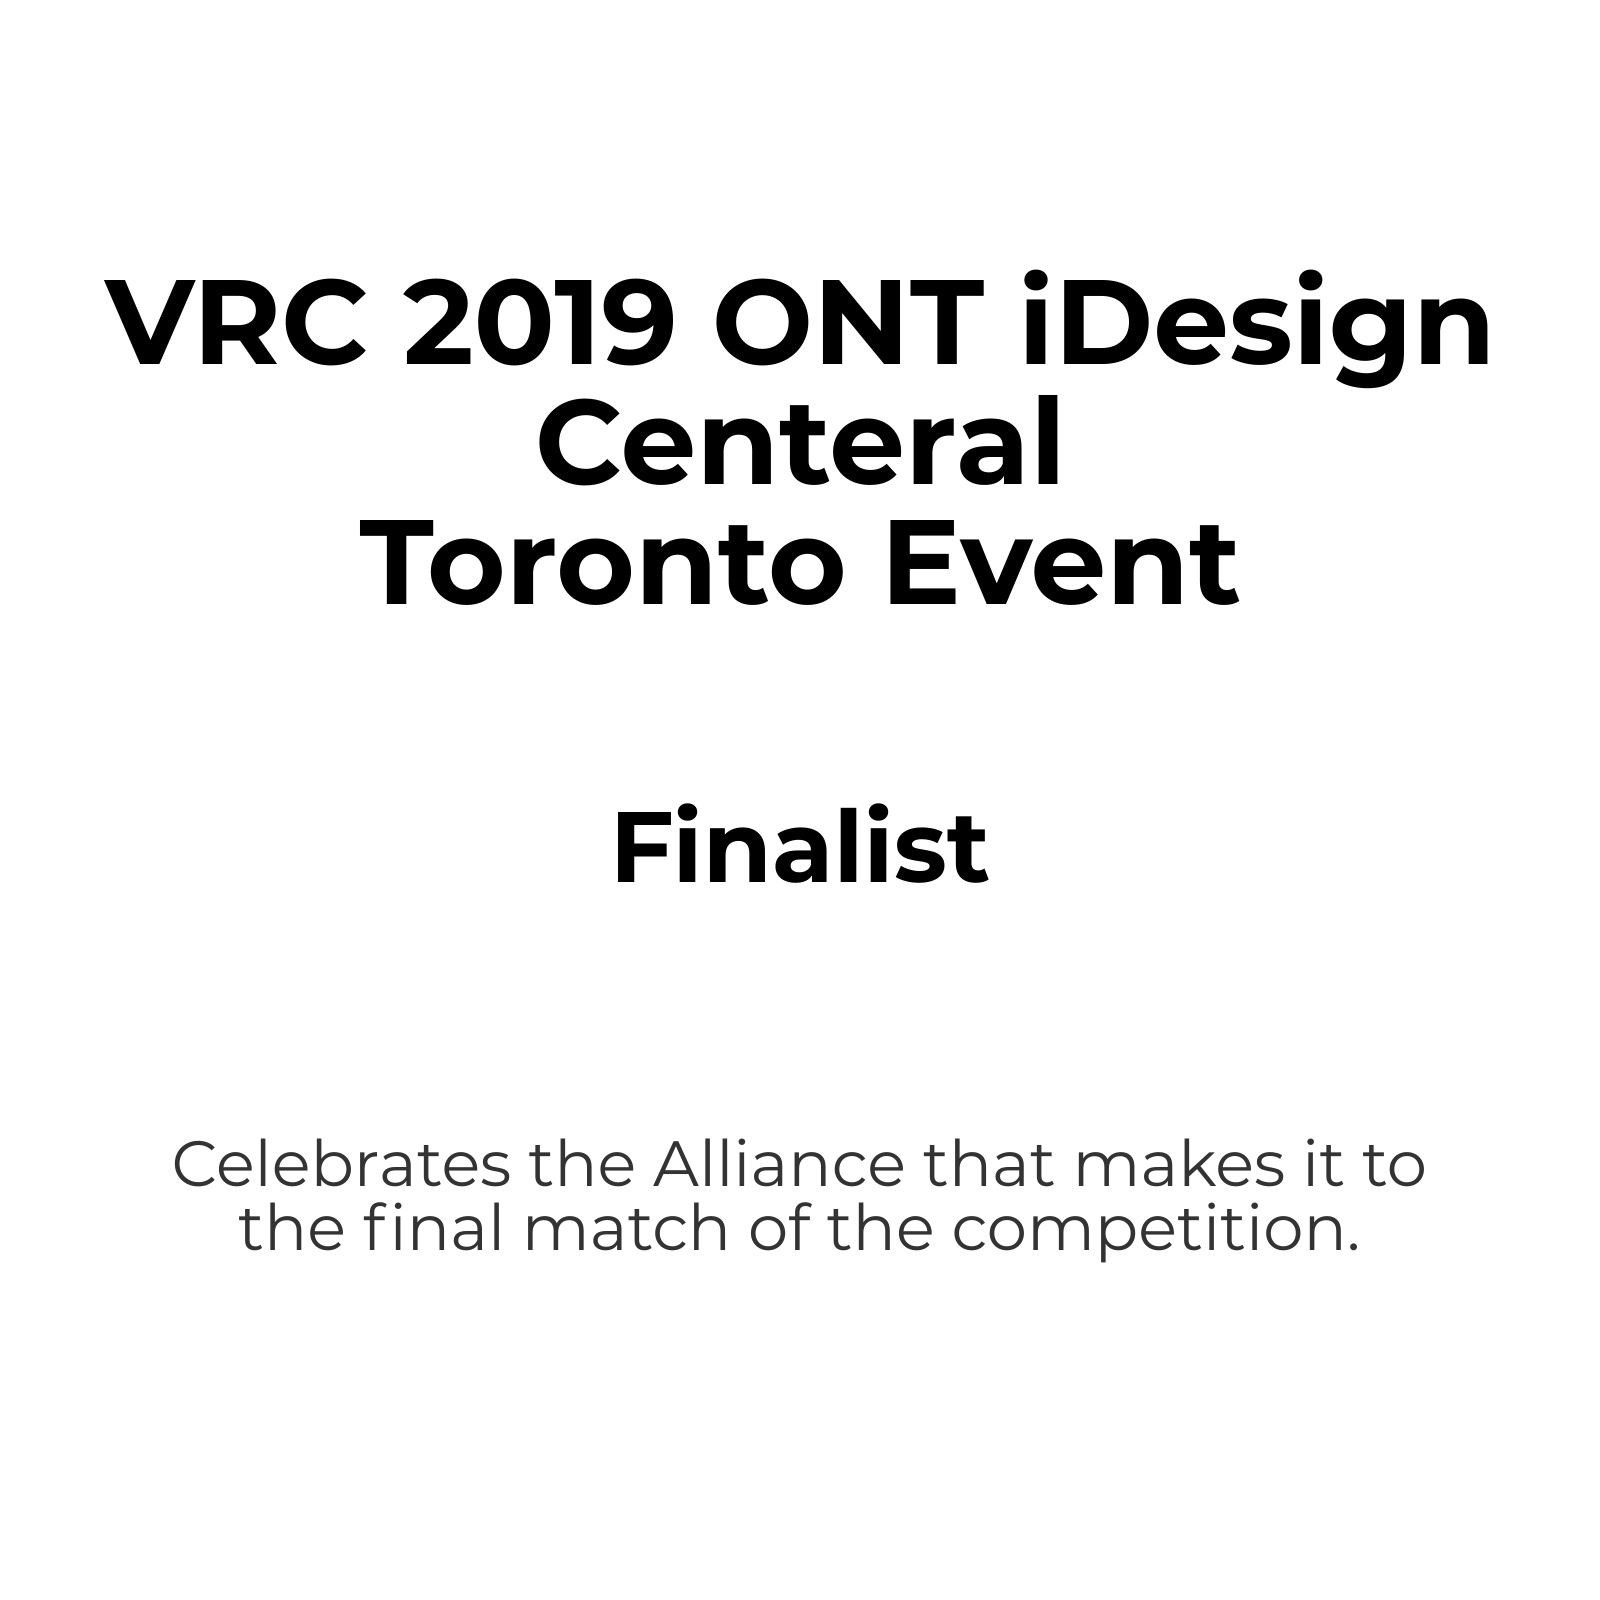 VRC 2019 ONT iDesign
Centeral
Toronto Event
Finalist
Celebrates the Alliance that makes it to
the final match of the competition.